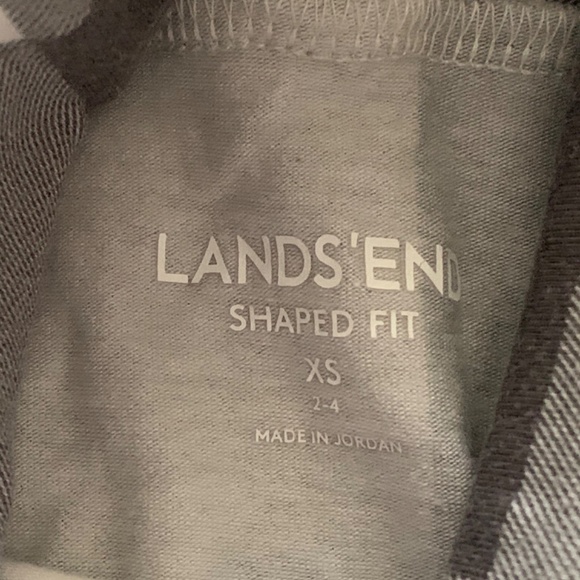 LANDS'END
SHAPED FIT
XS
2-4
MADE IN JORDAN